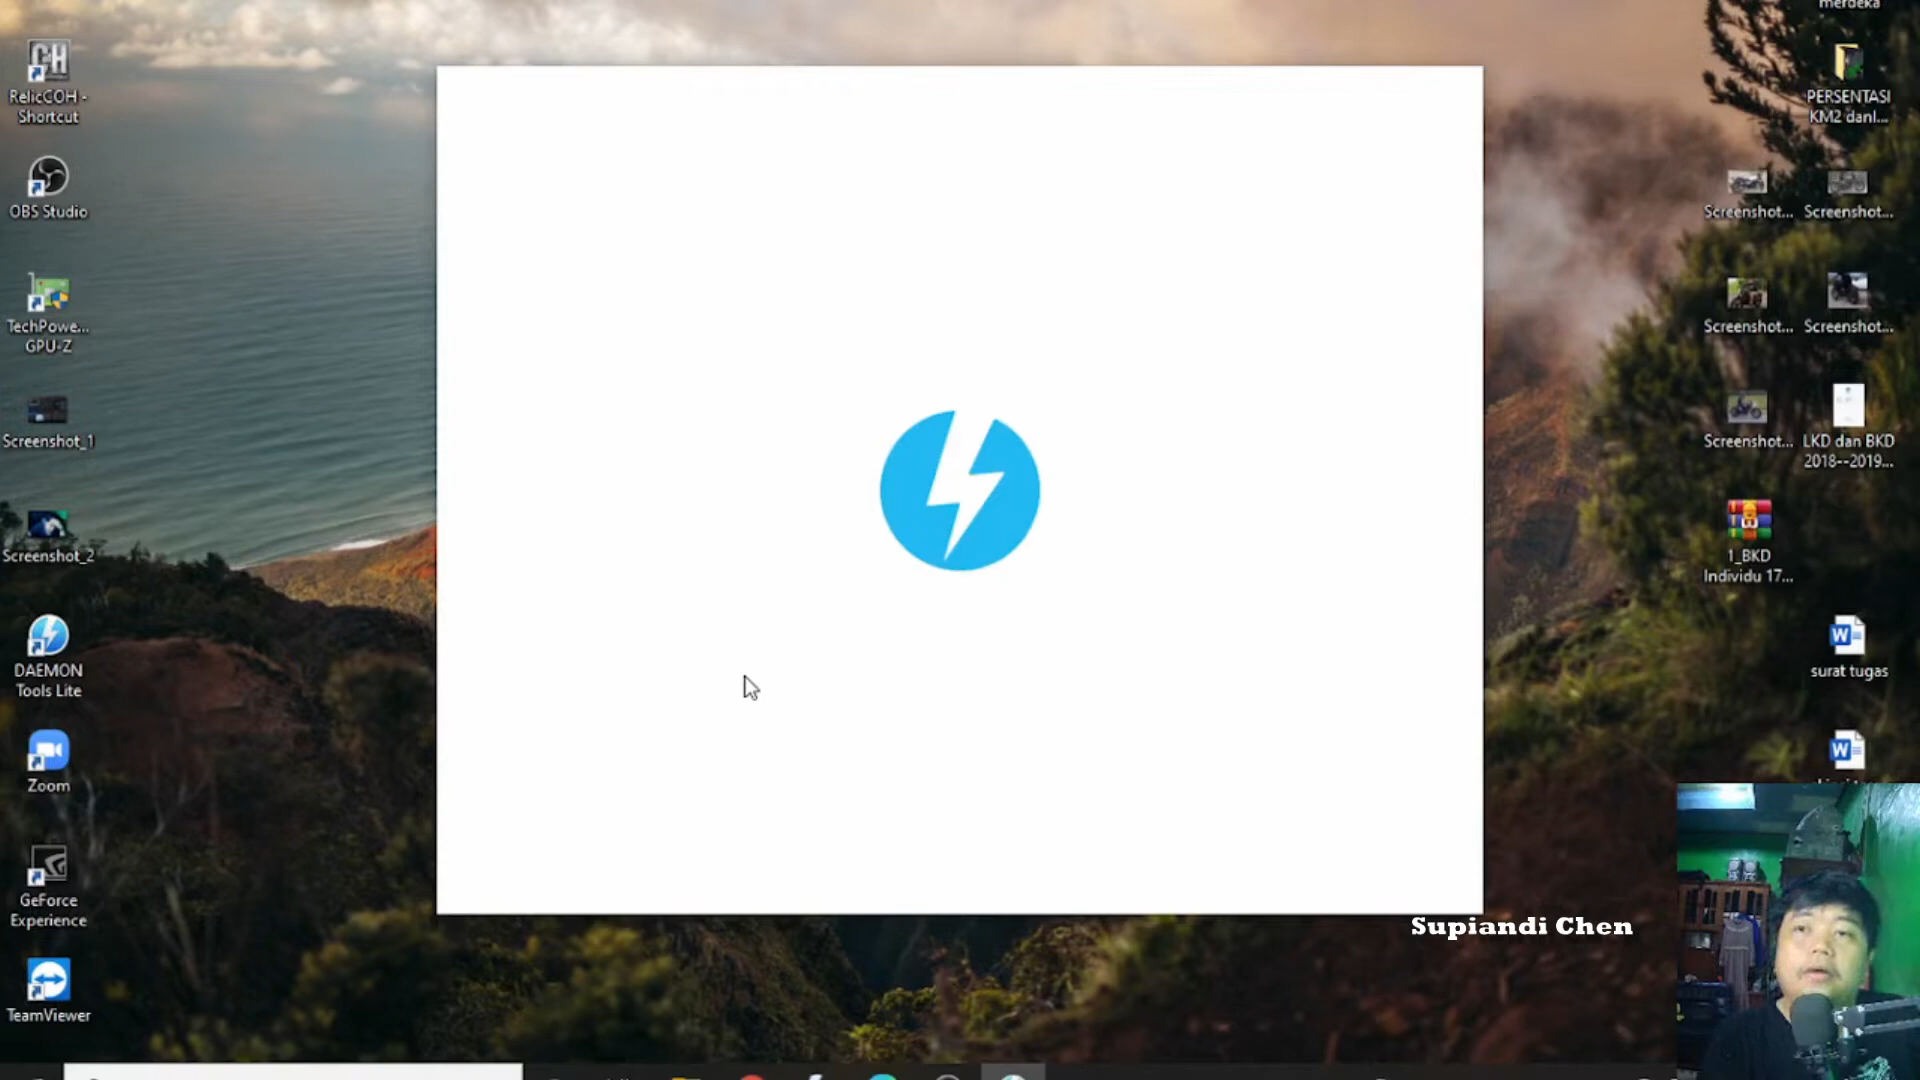 RelicCOH -
Shortcut
OBS Studio
TechPowe...
GPU-Z
Screenshot_1
Screenshot_2
DAEMON
Tools Lite
Zoom
GeForce
Experience
TeamViewer
merdeka
PERSENTASI
KM2 danl...
Screenshot...
Screenshot...
Screenshot...
Screenshot...
Screenshot...
LKD dan BKD
2018--2019...
1_BKD
Individu 17...
surat tugas
Supiandi Chen